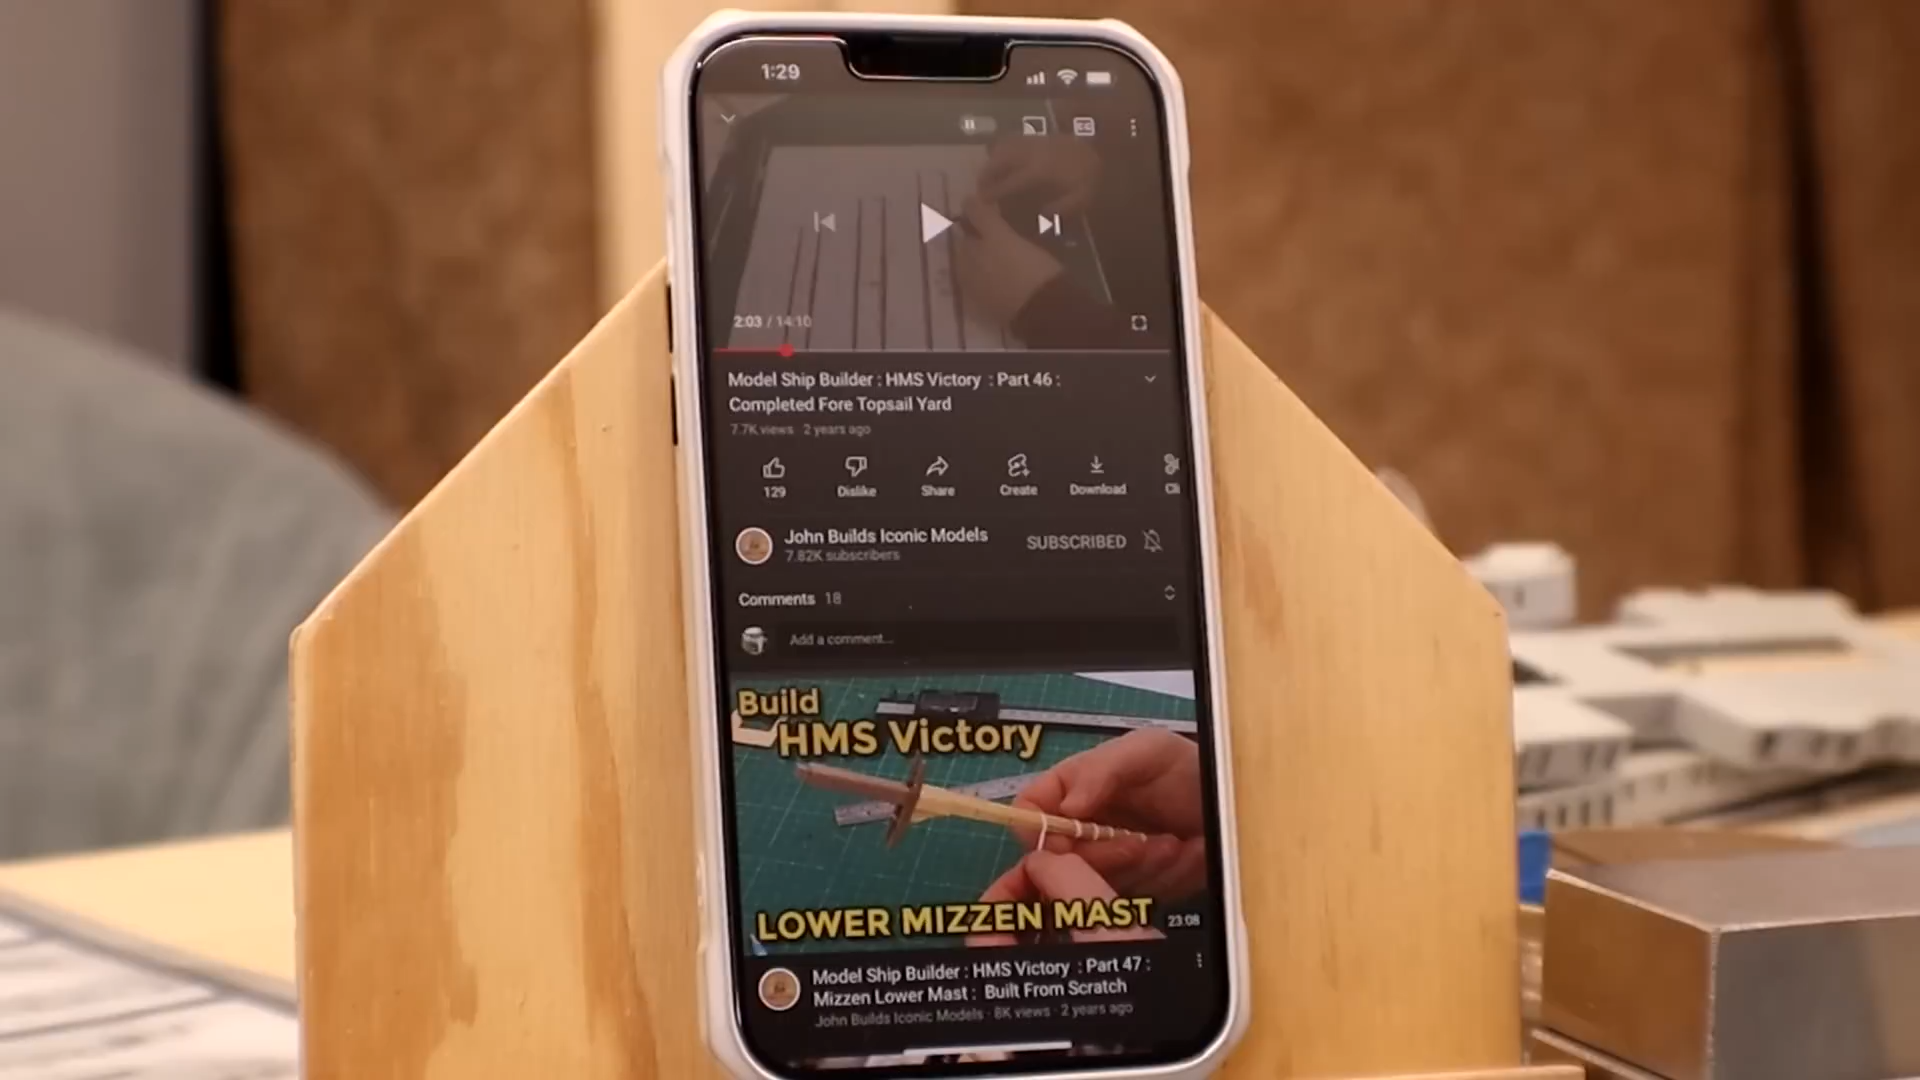 1:29
2:03 / 14:10
Model Ship Builder : HMS Victory : Part 46 :
Completed Fore Topsail Yard
7.7K views · 2 years ago
129 Dislike Share Create Download Cli
John Builds Iconic Models
7.82K subscribers
SUBSCRIBED
Comments 18
Add a comment...
Build
HMS Victory
LOWER MIZZEN MAST
23:08
Model Ship Builder : HMS Victory : Part 47 :
Mizzen Lower Mast : Built From Scratch
John Builds Iconic Models · 8K views · 2 years ago